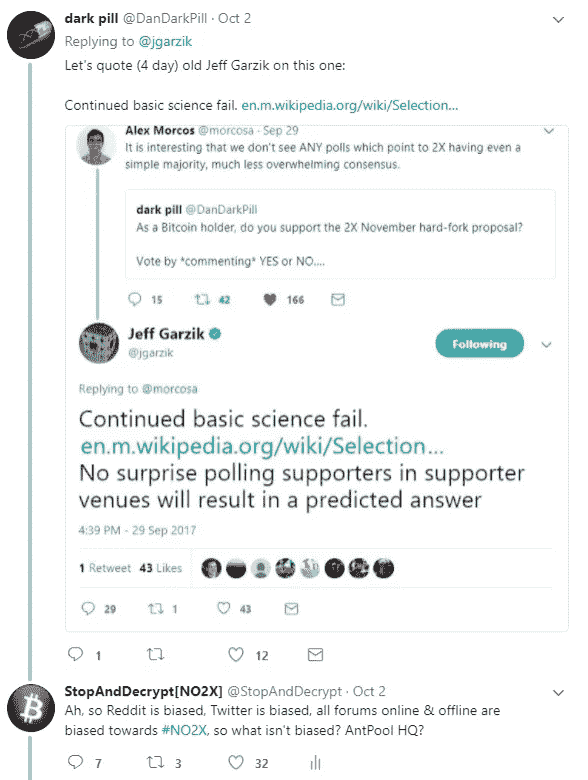 dark pill @DanDarkPill · Oct 2
Replying to @jgarzik
Let's quote (4 day) old Jeff Garzik on this one:
Continued basic science fail. en.m.wikipedia.org/wiki/Selection...
Alex Morcos @morcosa · Sep 29
It is interesting that we don't see ANY polls which point to 2X having even a
simple majority, much less overwhelming consensus.
dark pill @DanDarkPill
As a Bitcoin holder, do you support the 2X November hard-fork proposal?
Vote by *commenting* YES or NO....
15 42 166
Jeff Garzik
@jgarzik
Following
Replying to @morcosa
Continued basic science fail.
en.m.wikipedia.org/wiki/Selection...
No surprise polling supporters in supporter
venues will result in a predicted answer
4:39 PM - 29 Sep 2017
1 Retweet 43 Likes
29 1 43
1 12
StopAndDecrypt[NO2X] @StopAndDecrypt · Oct 2
Ah, so Reddit is biased, Twitter is biased, all forums online & offline are
biased towards #NO2X, so what isn't biased? AntPool HQ?
7 3 32